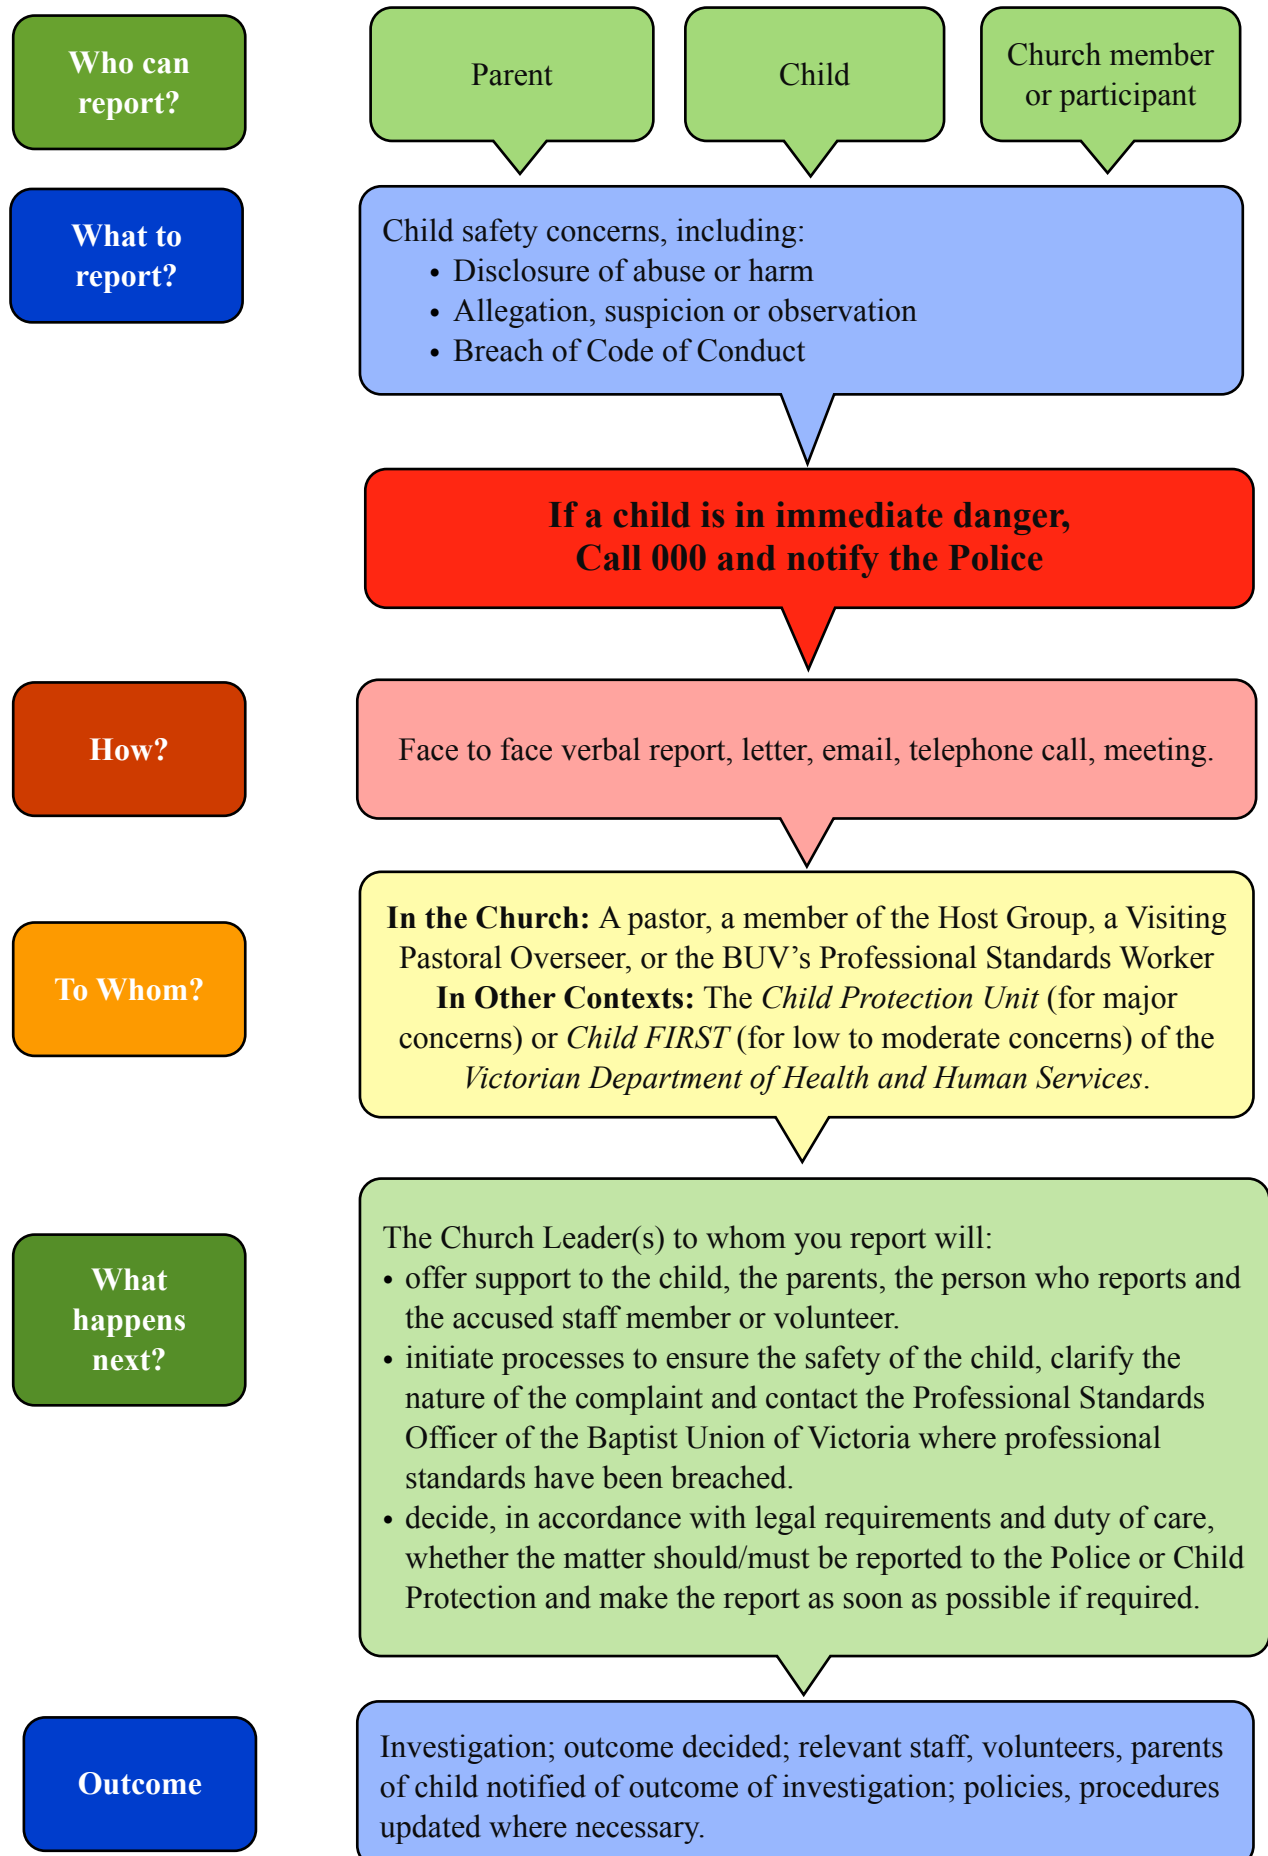 Who can
report?
Parent
Child
Church member
or participant
What to
report?
Child safety concerns, including:
• Disclosure of abuse or harm
• Allegation, suspicion or observation
• Breach of Code of Conduct
If a child is in immediate danger,
Call 000 and notify the Police
How?
Face to face verbal report, letter, email, telephone call, meeting.
To Whom?
In the Church: A pastor, a member of the Host Group, a Visiting
Pastoral Overseer, or the BUV’s Professional Standards Worker
In Other Contexts: The Child Protection Unit (for major
concerns) or Child FIRST (for low to moderate concerns) of the
Victorian Department of Health and Human Services.
What
happens
next?
The Church Leader(s) to whom you report will:
• offer support to the child, the parents, the person who reports and
the accused staff member or volunteer.
• initiate processes to ensure the safety of the child, clarify the
nature of the complaint and contact the Professional Standards
Officer of the Baptist Union of Victoria where professional
standards have been breached.
• decide, in accordance with legal requirements and duty of care,
whether the matter should/must be reported to the Police or Child
Protection and make the report as soon as possible if required.
Outcome
Investigation; outcome decided; relevant staff, volunteers, parents
of child notified of outcome of investigation; policies, procedures
updated where necessary.